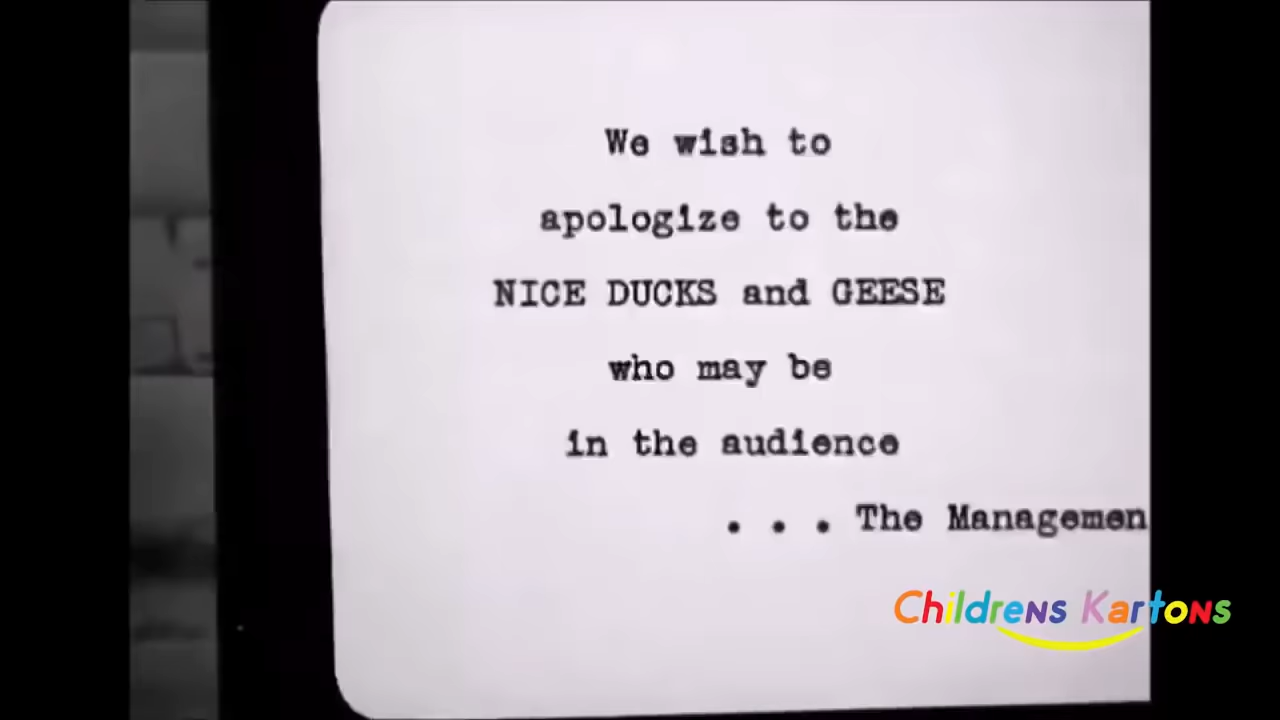 We wish to
apologize to the
NICE DUCKS and GEESE
who may be
in the audience
. . . The Managemen
Childrens Kartons